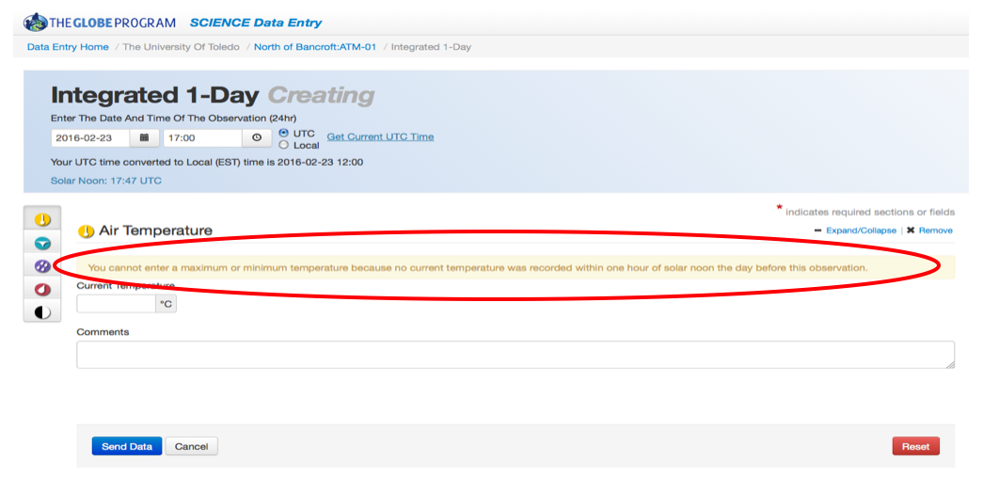 THE GLOBE PROGRAM SCIENCE Data Entry
Data Entry Home / The University Of Toledo / North of Bancroft:ATM-01 / Integrated 1-Day
Integrated 1-Day Creating
Enter The Date And Time Of The Observation (24hr)
2016-02-23 17:00 UTC Get Current UTC Time
Local
Your UTC time converted to Local (EST) time is 2016-02-23 12:00
Solar Noon: 17:47 UTC
* indicates required sections or fields
Air Temperature
Expand/Collapse | ✖ Remove
You cannot enter a maximum or minimum temperature because no current temperature was recorded within one hour of solar noon the day before this observation.
Current Temperature
°C
Comments
Send Data Cancel Reset